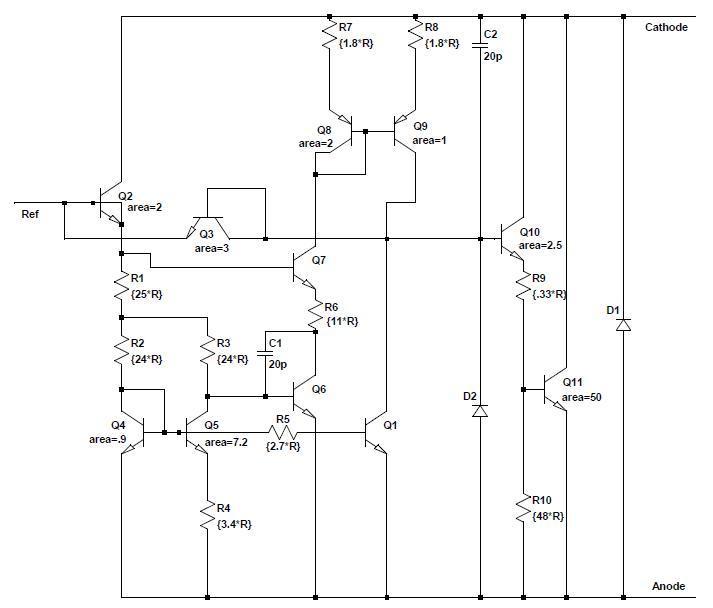 R7
{1.8*R}
R8
{1.8*R}
C2
20p
Cathode
Q8
area=2
Q9
area=1
Q2
area=2
Ref
Q3
area=3
Q10
area=2.5
Q7
R1
{25*R}
R9
{.33*R}
R6
{11*R}
D1
R2
{24*R}
R3
{24*R}
C1
20p
Q6
Q11
area=50
D2
Q4
area=.9
Q5
area=7.2
R5
{2.7*R}
Q1
R4
{3.4*R}
R10
{48*R}
Anode